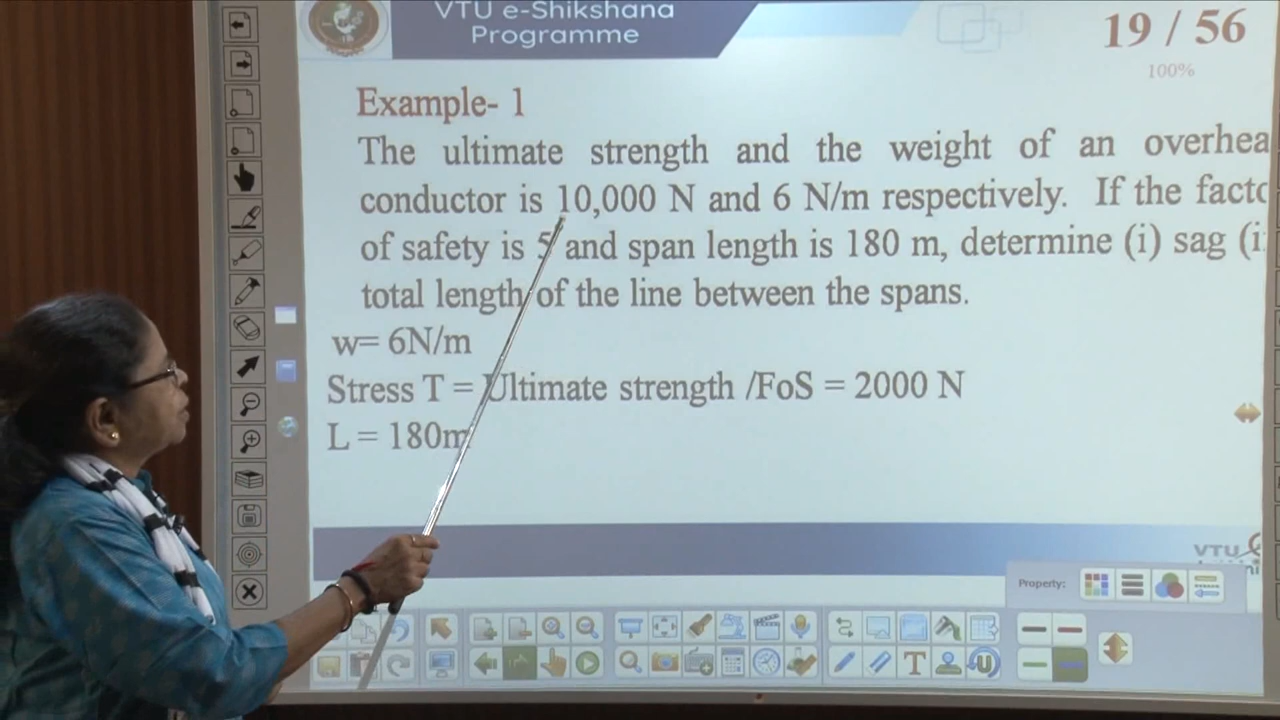 VTU e-Shikshana
Programme
19 / 56
100%
Example- 1
The ultimate strength and the weight of an overhea
conductor is 10,000 N and 6 N/m respectively. If the facto
of safety is 5 and span length is 180 m, determine (i) sag (i
total length of the line between the spans.
w= 6N/m
Stress T = Ultimate strength /FoS = 2000 N
L = 180m
VTU
Property: